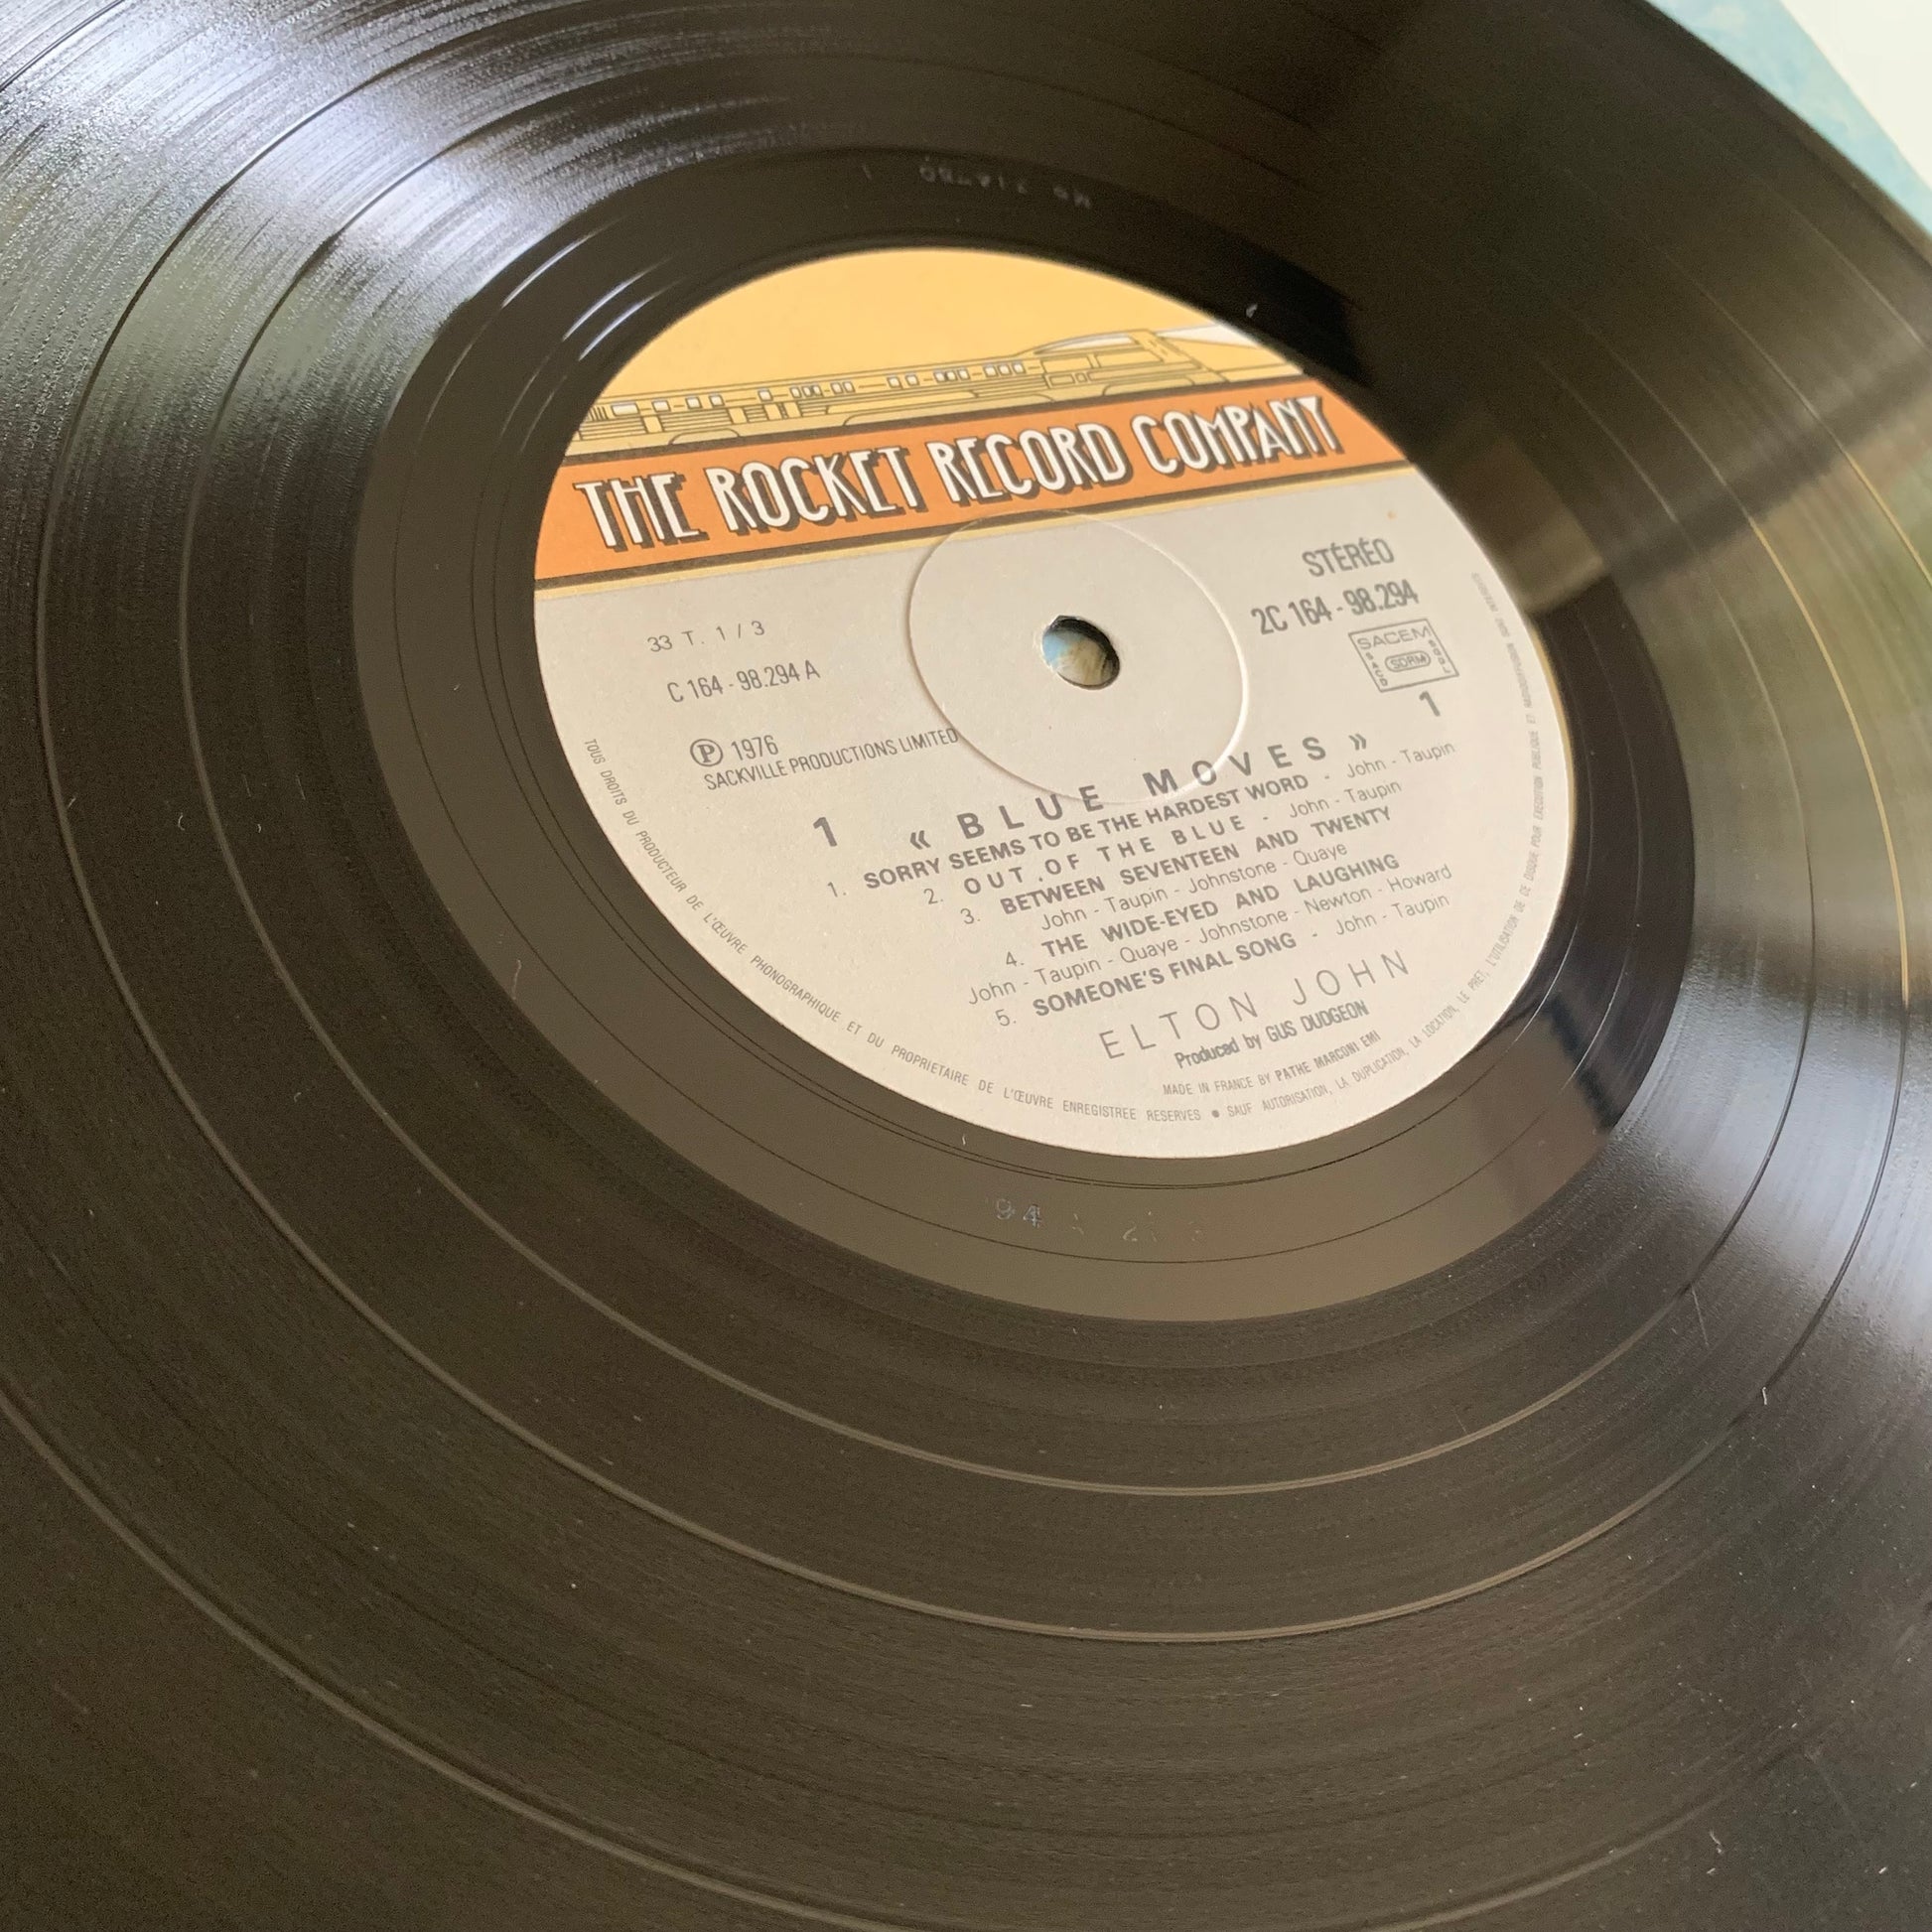 THE ROCKET RECORD COMPANY
STÉRÉO
33 T. 1 / 3
2C 164 - 98.294
C 164 - 98.294 A
SACEM
SACD
SDRM
SGDL
1
Ⓟ 1976
SACKVILLE PRODUCTIONS LIMITED
1 « BLUE MOVES »
1. SORRY SEEMS TO BE THE HARDEST WORD - John - Taupin
2. OUT . OF THE BLUE - John - Taupin
3. BETWEEN SEVENTEEN AND TWENTY
John - Taupin - Johnstone - Quaye
4. THE WIDE-EYED AND LAUGHING
John - Taupin - Quaye - Johnstone - Newton - Howard
5. SOMEONE'S FINAL SONG - John - Taupin
ELTON JOHN
Produced by GUS DUDGEON
MADE IN FRANCE BY PATHE MARCONI EMI
TOUS DROITS DU PRODUCTEUR DE L'ŒUVRE PHONOGRAPHIQUE ET DU PROPRIETAIRE DE L'ŒUVRE ENREGISTREE RESERVES ● SAUF AUTORISATION, LA DUPLICATION, LA LOCATION, LE PRET, L'UTILISATION DE CE DISQUE POUR EXECUTION PUBLIQUE ET RADIODIFFUSION SONT INTERDITS
94